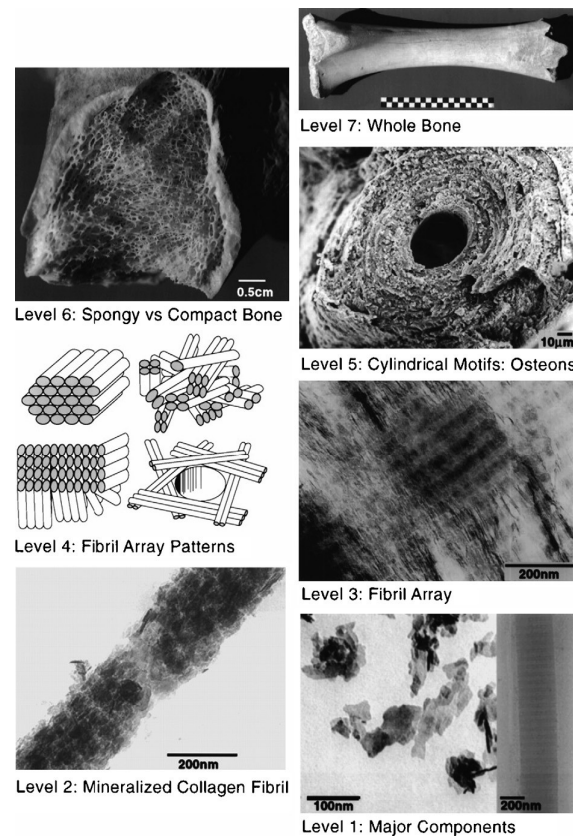 Level 7: Whole Bone
0.5cm
Level 6: Spongy vs Compact Bone
10μm
Level 5: Cylindrical Motifs: Osteons
Level 4: Fibril Array Patterns
200nm
Level 3: Fibril Array
200nm
Level 2: Mineralized Collagen Fibril
100nm
200nm
Level 1: Major Components